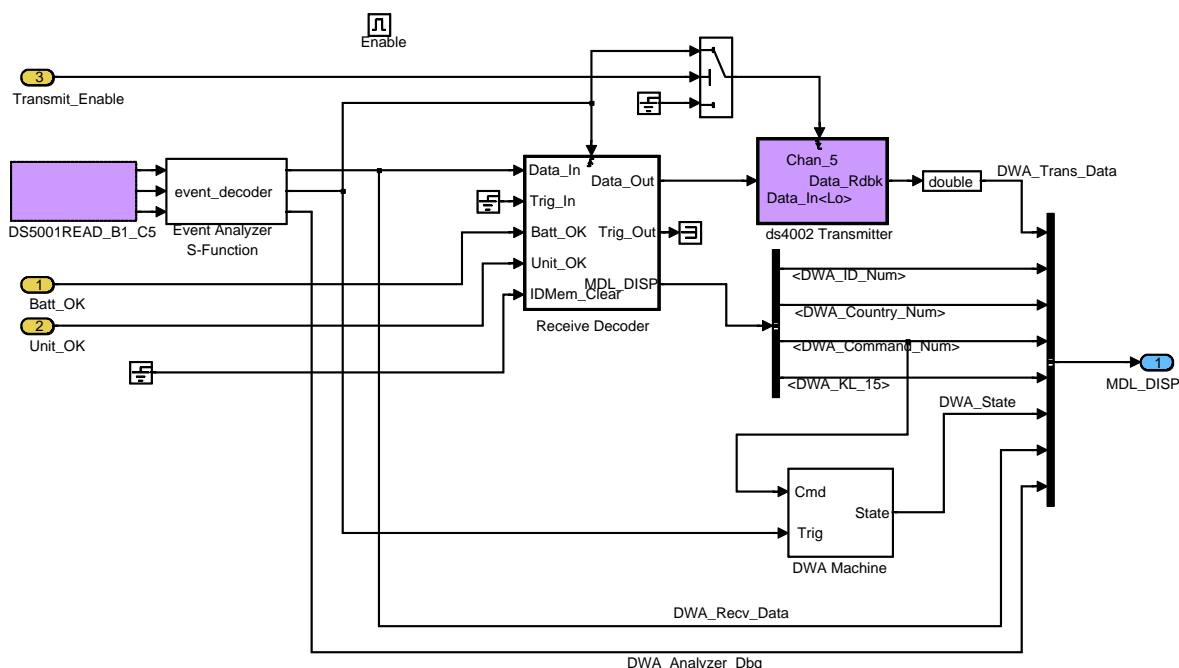 Enable
3
Transmit_Enable
DS5001READ_B1_C5
event_decoder
Event Analyzer
S-Function
1
Batt_OK
2
Unit_OK
Data_In
Trig_In
Batt_OK
Unit_OK
IDMem_Clear
Data_Out
Trig_Out
MDL_DISP
Receive Decoder
Chan_5
Data_Rdbk
Data_In<Lo>
ds4002 Transmitter
double
DWA_Trans_Data
<DWA_ID_Num>
<DWA_Country_Num>
<DWA_Command_Num>
<DWA_KL_15>
DWA_State
Cmd
State
Trig
DWA Machine
1
MDL_DISP
DWA_Recv_Data
DWA_Analyzer_Dbg